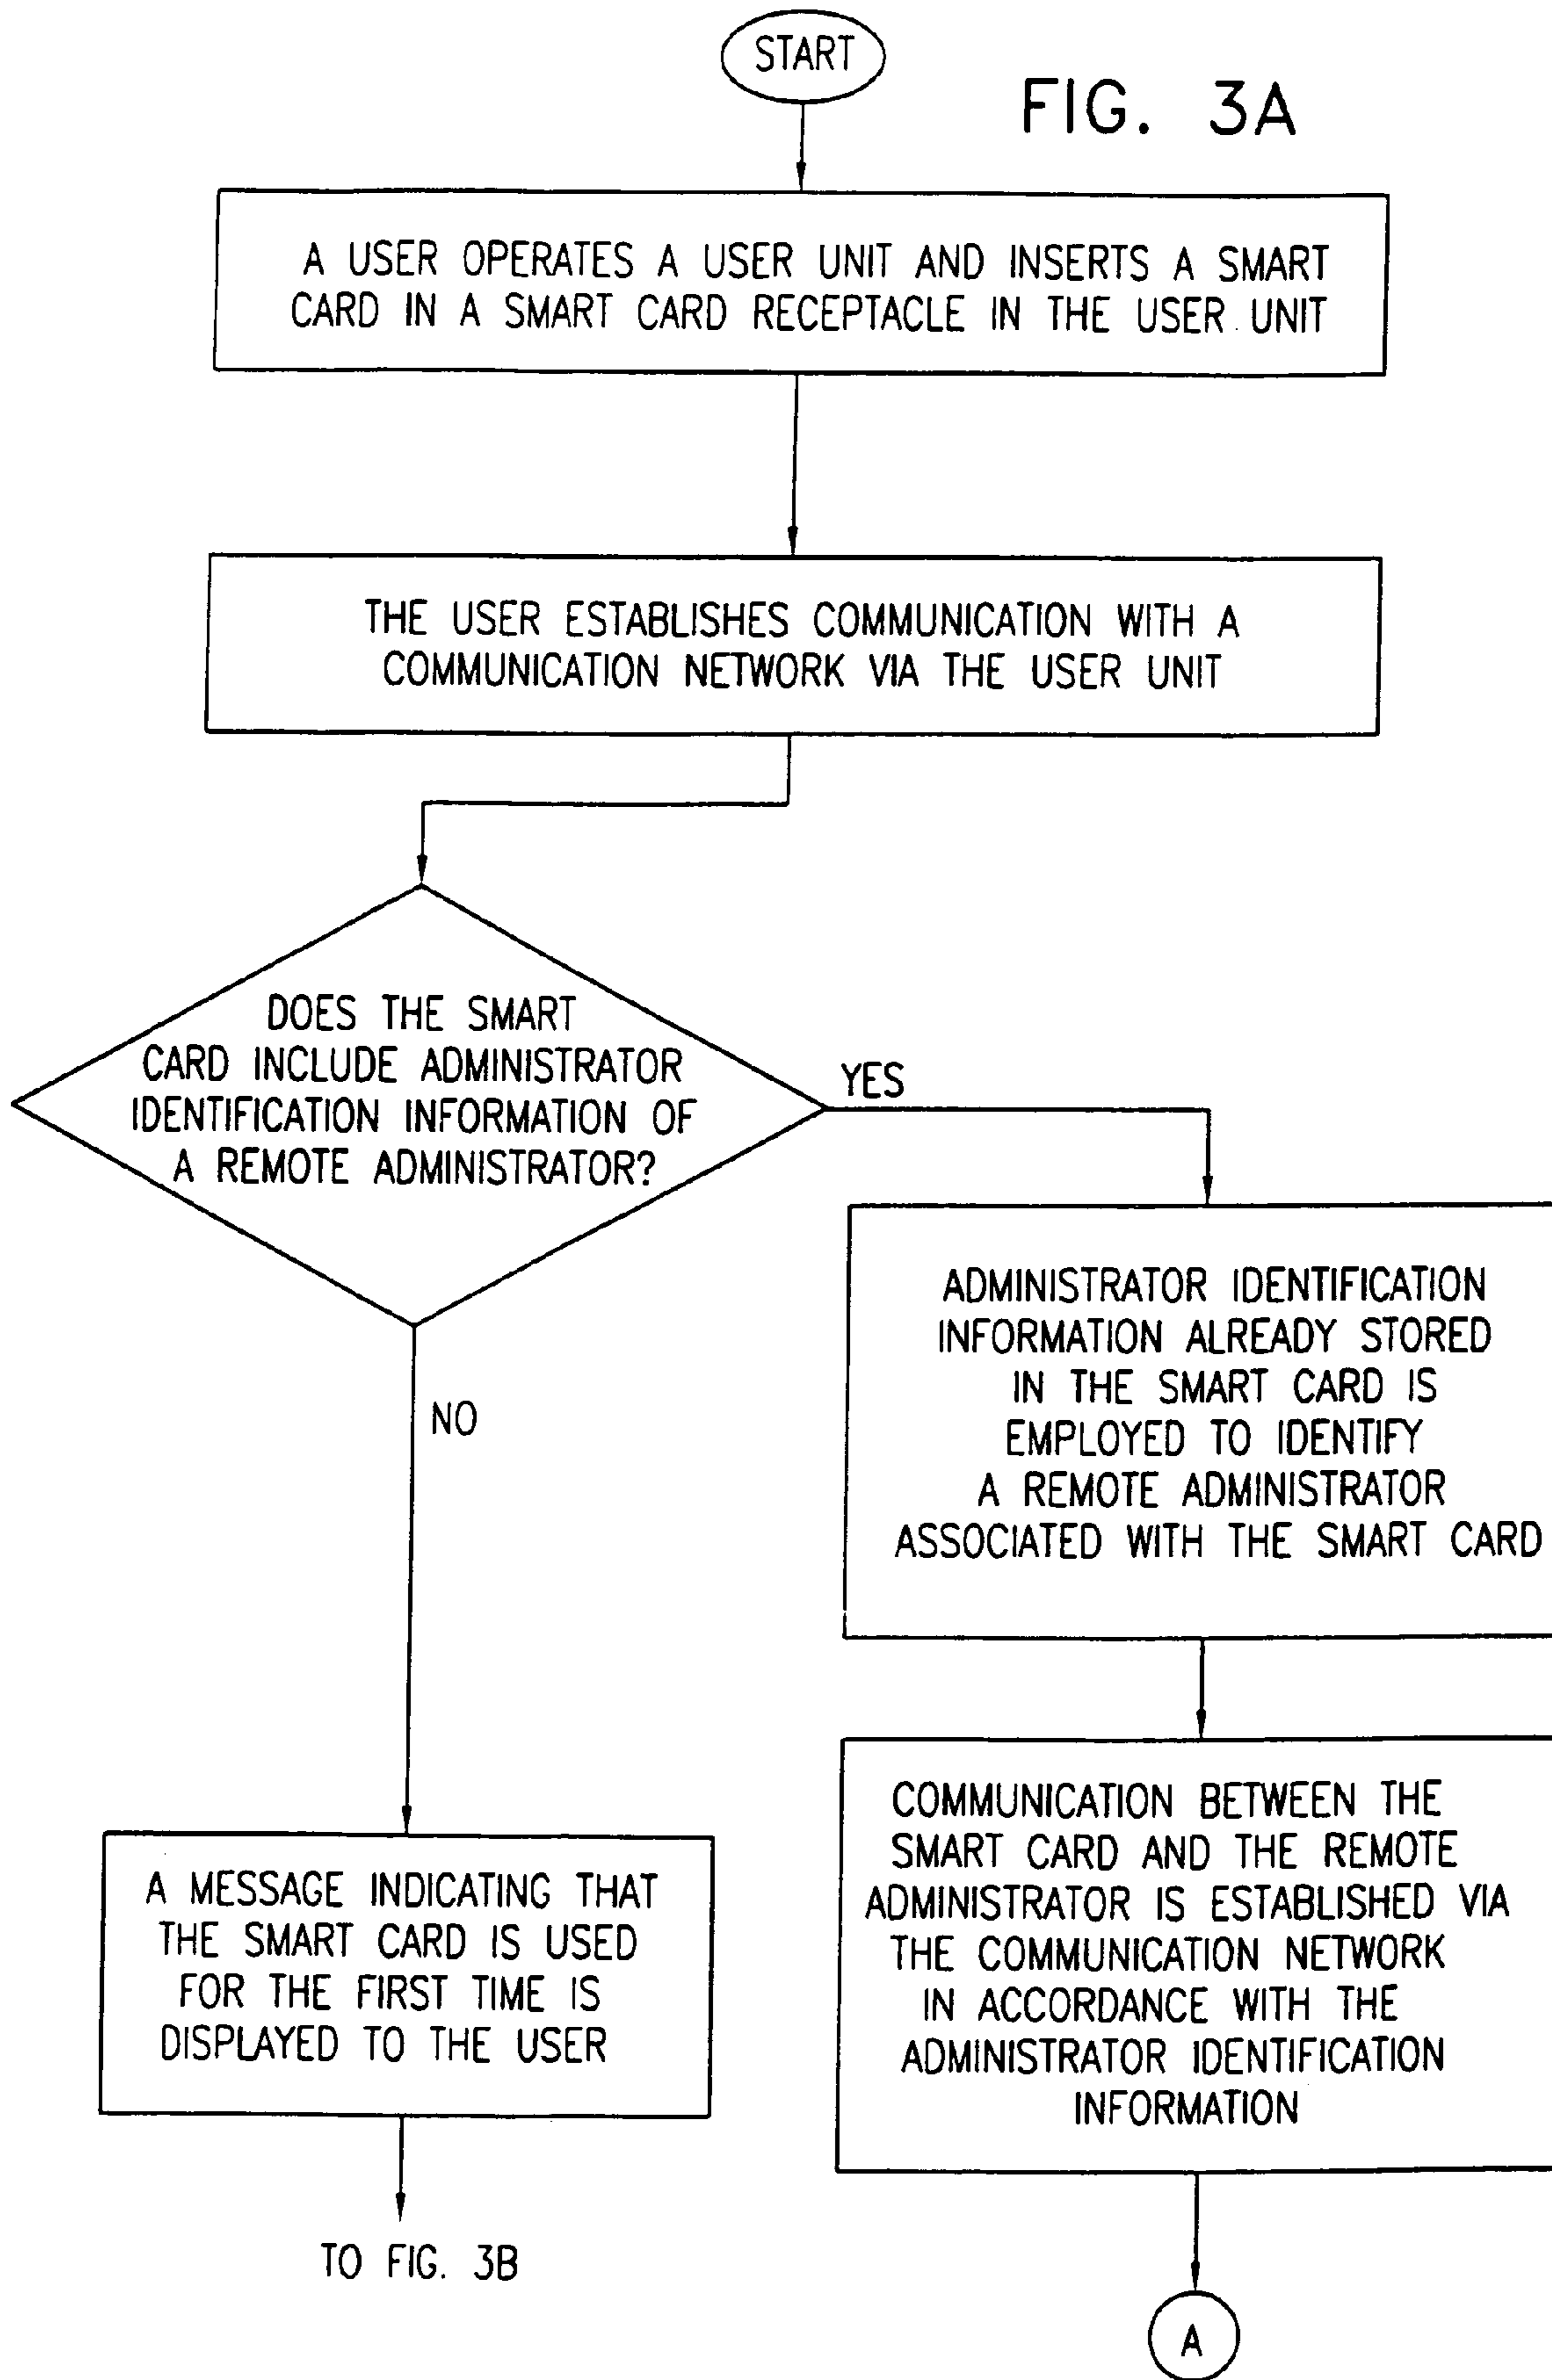 START
FIG. 3A
A USER OPERATES A USER UNIT AND INSERTS A SMART
CARD IN A SMART CARD RECEPTACLE IN THE USER UNIT
THE USER ESTABLISHES COMMUNICATION WITH A
COMMUNICATION NETWORK VIA THE USER UNIT
DOES THE SMART
CARD INCLUDE ADMINISTRATOR
IDENTIFICATION INFORMATION OF
A REMOTE ADMINISTRATOR?
YES
NO
ADMINISTRATOR IDENTIFICATION
INFORMATION ALREADY STORED
IN THE SMART CARD IS
EMPLOYED TO IDENTIFY
A REMOTE ADMINISTRATOR
ASSOCIATED WITH THE SMART CARD
COMMUNICATION BETWEEN THE
SMART CARD AND THE REMOTE
ADMINISTRATOR IS ESTABLISHED VIA
THE COMMUNICATION NETWORK
IN ACCORDANCE WITH THE
ADMINISTRATOR IDENTIFICATION
INFORMATION
A MESSAGE INDICATING THAT
THE SMART CARD IS USED
FOR THE FIRST TIME IS
DISPLAYED TO THE USER
TO FIG. 3B
A